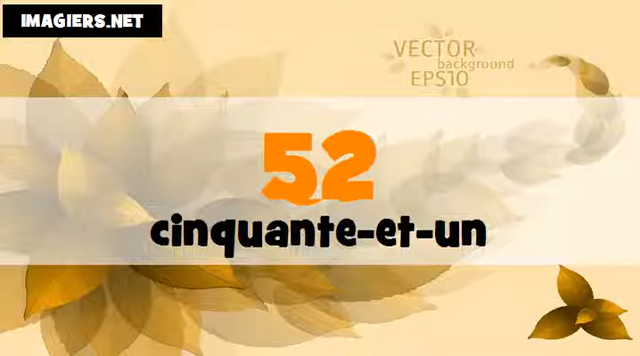 IMAGIERS.NET
VECTOR
background
EPS10
52
cinquante-et-un